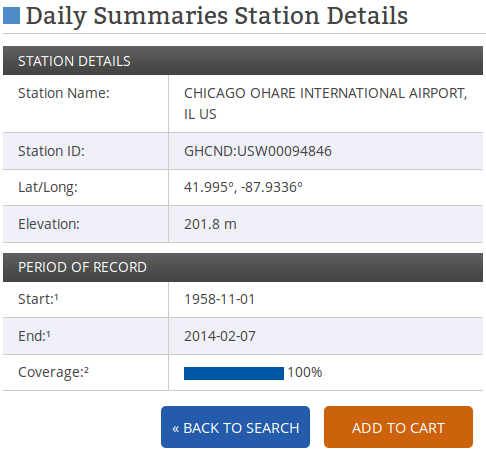 Daily Summaries Station Details
STATION DETAILS
Station Name: CHICAGO OHARE INTERNATIONAL AIRPORT,
IL US
Station ID: GHCND:USW00094846
Lat/Long: 41.995°, -87.9336°
Elevation: 201.8 m
PERIOD OF RECORD
Start:¹ 1958-11-01
End:¹ 2014-02-07
Coverage:² 100%
« BACK TO SEARCH ADD TO CART